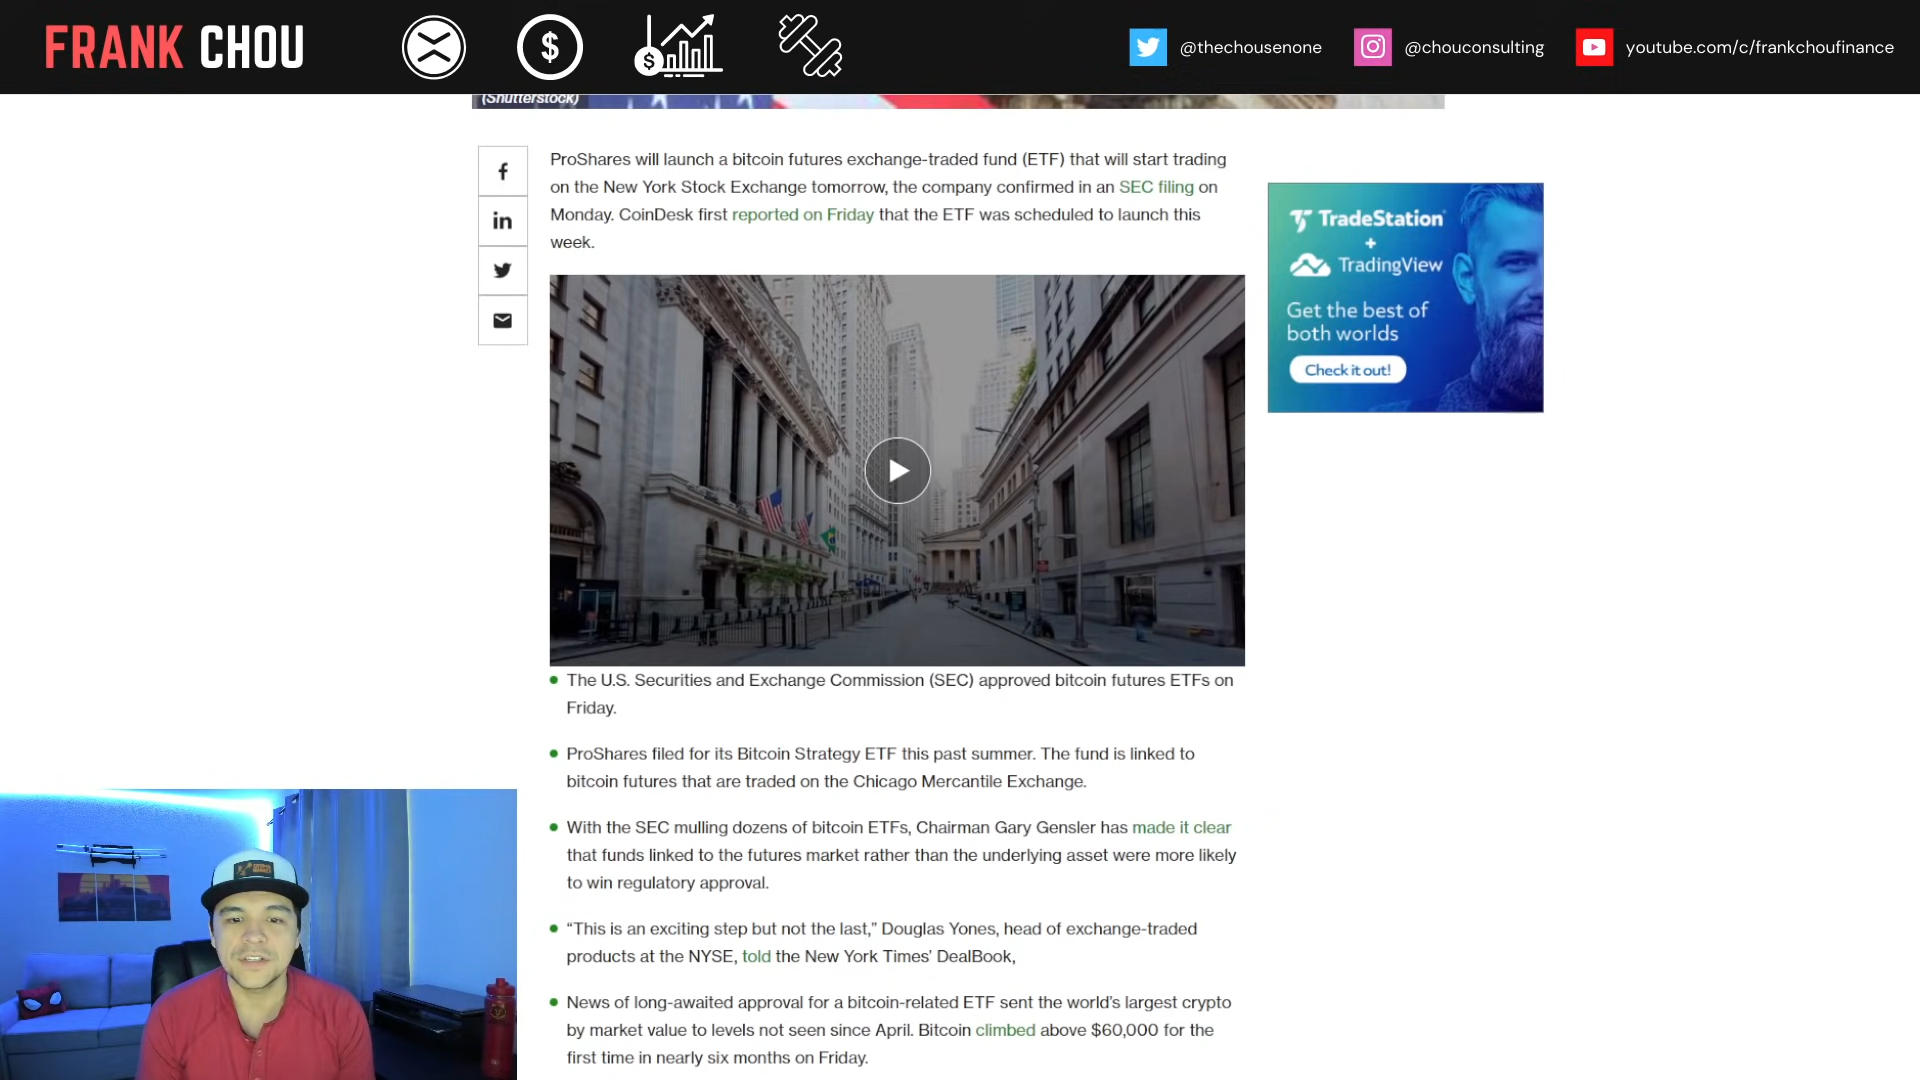 FRANK CHOU
@thechousenone
@chouconsulting
youtube.com/c/frankchoufinance
(Shutterstock)
ProShares will launch a bitcoin futures exchange-traded fund (ETF) that will start trading
on the New York Stock Exchange tomorrow, the company confirmed in an SEC filing on
Monday. CoinDesk first reported on Friday that the ETF was scheduled to launch this
week.
TradeStation
+
TradingView
Get the best of
both worlds
Check it out!
The U.S. Securities and Exchange Commission (SEC) approved bitcoin futures ETFs on
Friday.
ProShares filed for its Bitcoin Strategy ETF this past summer. The fund is linked to
bitcoin futures that are traded on the Chicago Mercantile Exchange.
With the SEC mulling dozens of bitcoin ETFs, Chairman Gary Gensler has made it clear
that funds linked to the futures market rather than the underlying asset were more likely
to win regulatory approval.
“This is an exciting step but not the last,” Douglas Yones, head of exchange-traded
products at the NYSE, told the New York Times’ DealBook,
News of long-awaited approval for a bitcoin-related ETF sent the world’s largest crypto
by market value to levels not seen since April. Bitcoin climbed above $60,000 for the
first time in nearly six months on Friday.